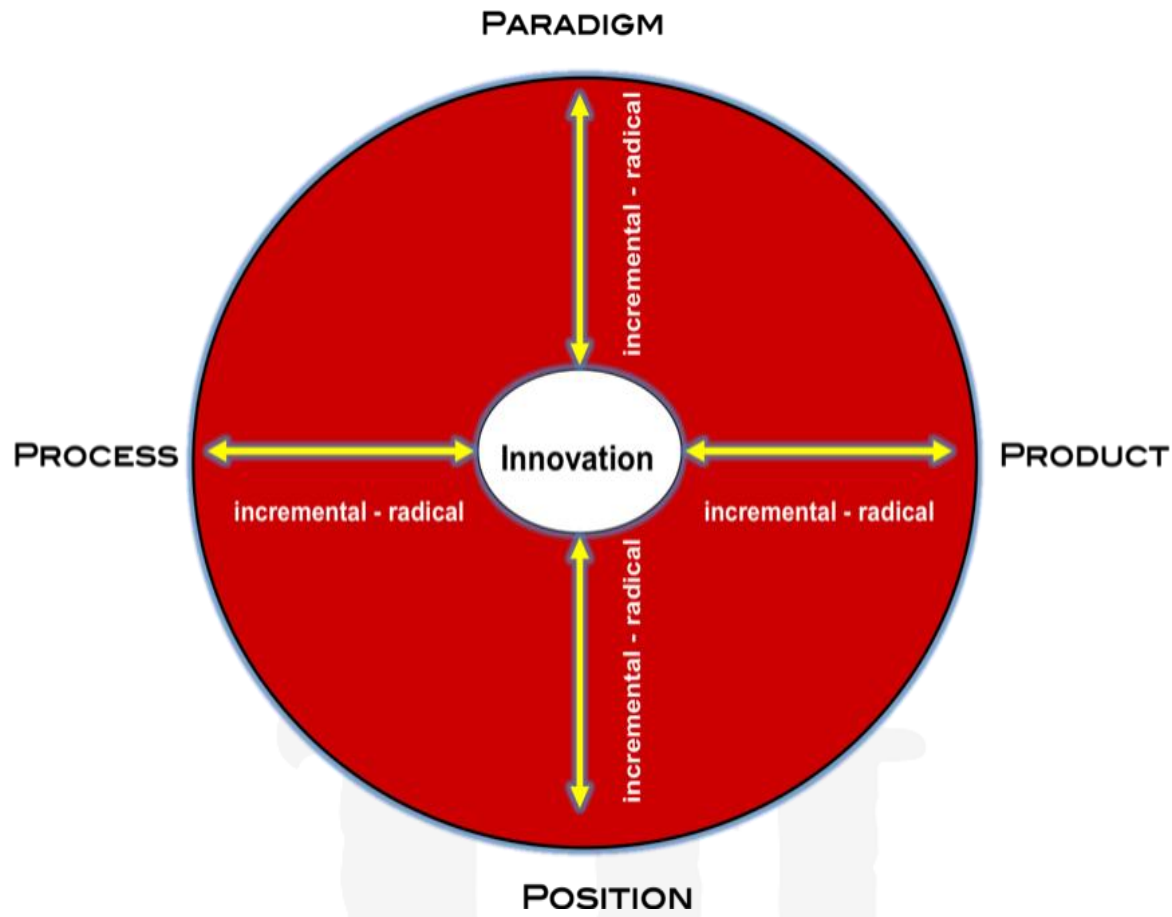 PARADIGM
incremental - radical
PROCESS
Innovation
PRODUCT
incremental - radical
incremental - radical
incremental - radical
POSITION